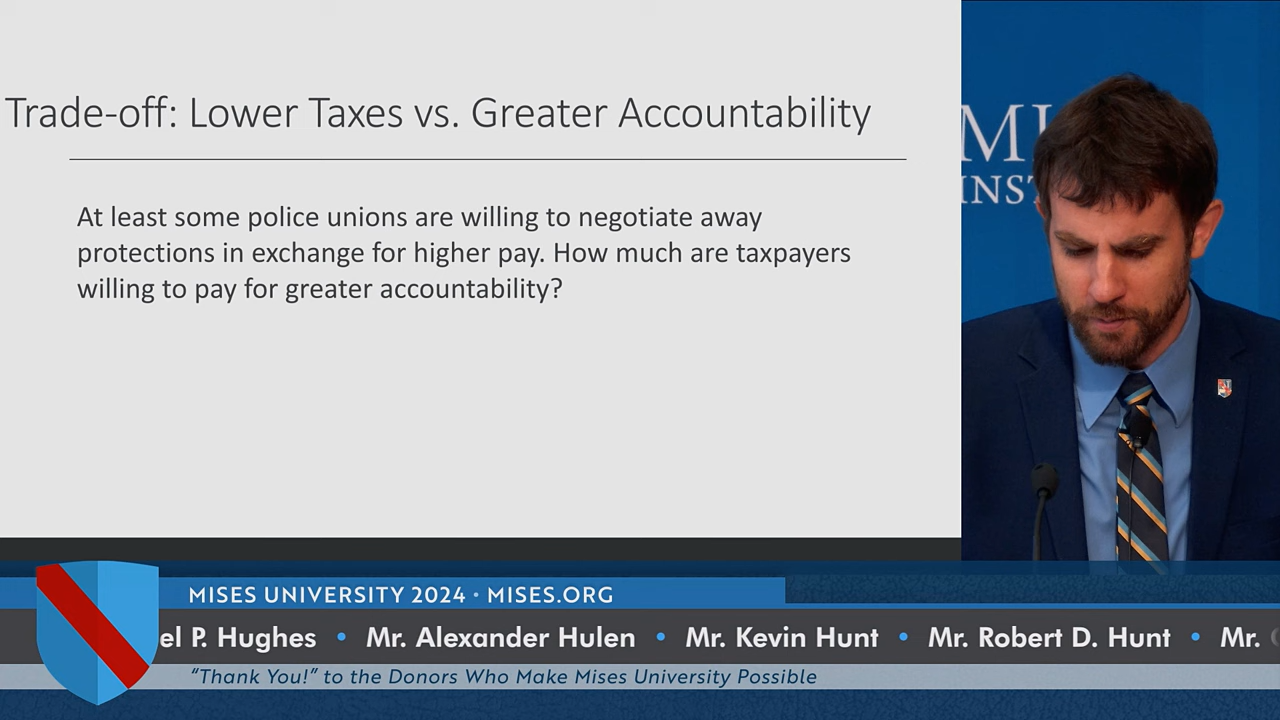 Trade-off: Lower Taxes vs. Greater Accountability
At least some police unions are willing to negotiate away
protections in exchange for higher pay. How much are taxpayers
willing to pay for greater accountability?
MI
INST
MISES UNIVERSITY 2024 • MISES.ORG
el P. Hughes • Mr. Alexander Hulen • Mr. Kevin Hunt • Mr. Robert D. Hunt • Mr.
“Thank You!” to the Donors Who Make Mises University Possible